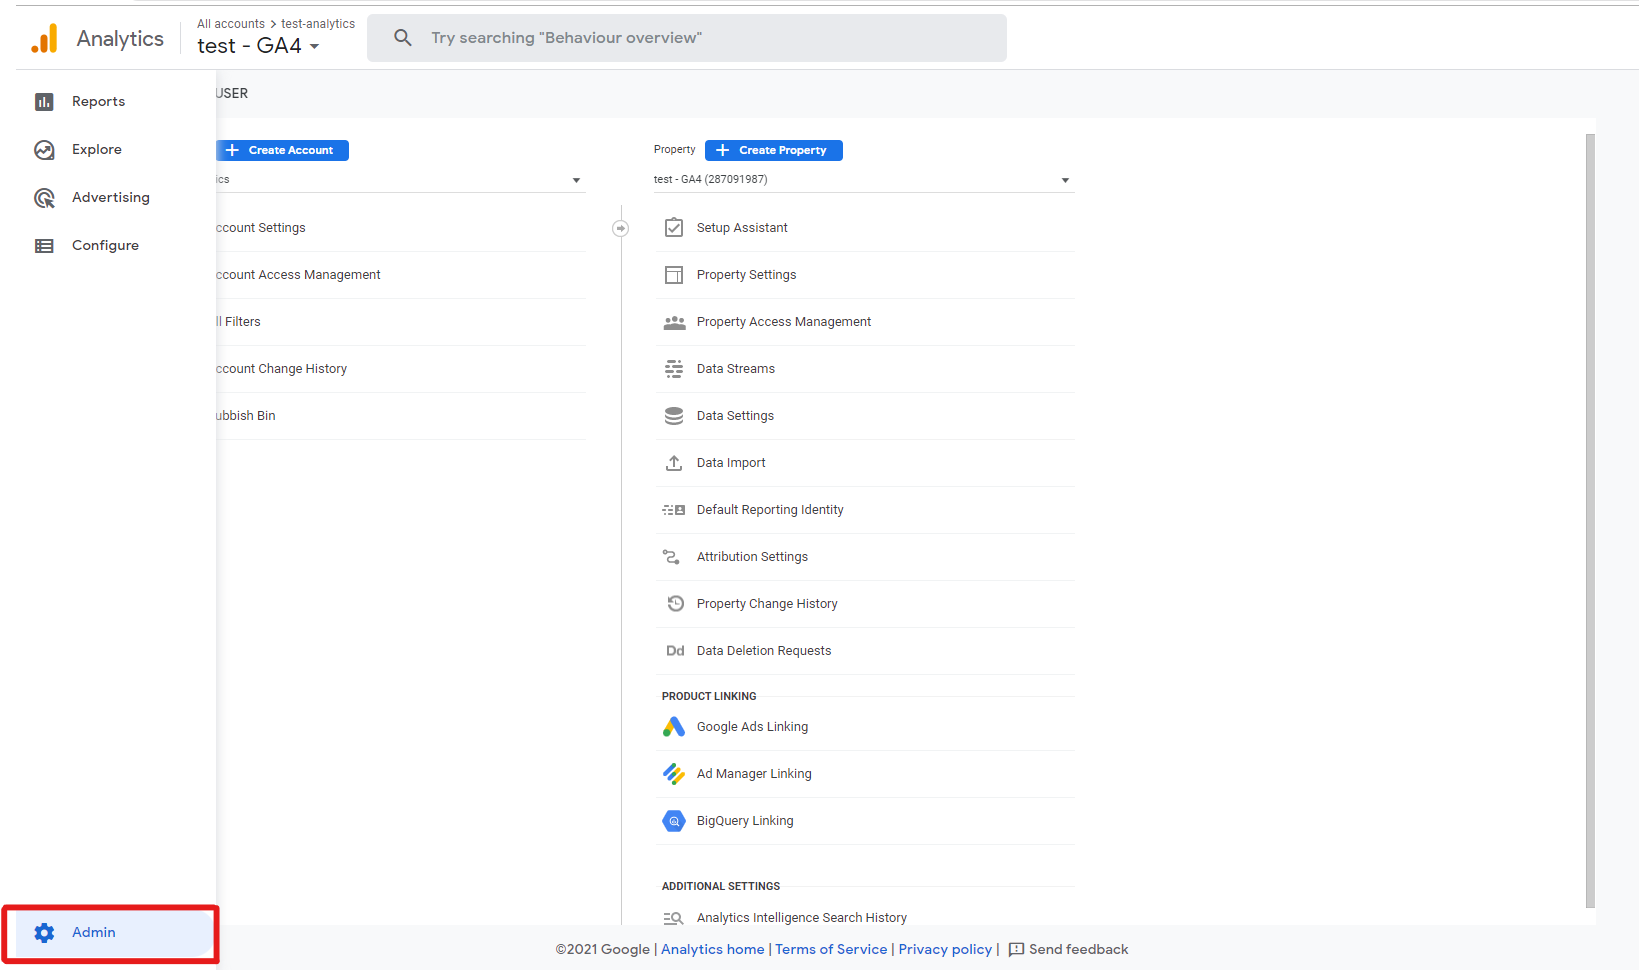 All accounts > test-analytics
Analytics
test - GA4
Try searching "Behaviour overview"
Reports
Explore
Advertising
Configure
Admin
USER
Create Account
ics
ccount Settings
ccount Access Management
ll Filters
ccount Change History
ubbish Bin
Property
Create Property
test - GA4 (287091987)
Setup Assistant
Property Settings
Property Access Management
Data Streams
Data Settings
Data Import
Default Reporting Identity
Attribution Settings
Property Change History
Dd Data Deletion Requests
PRODUCT LINKING
Google Ads Linking
Ad Manager Linking
BigQuery Linking
ADDITIONAL SETTINGS
Analytics Intelligence Search History
©2021 Google | Analytics home | Terms of Service | Privacy policy | Send feedback